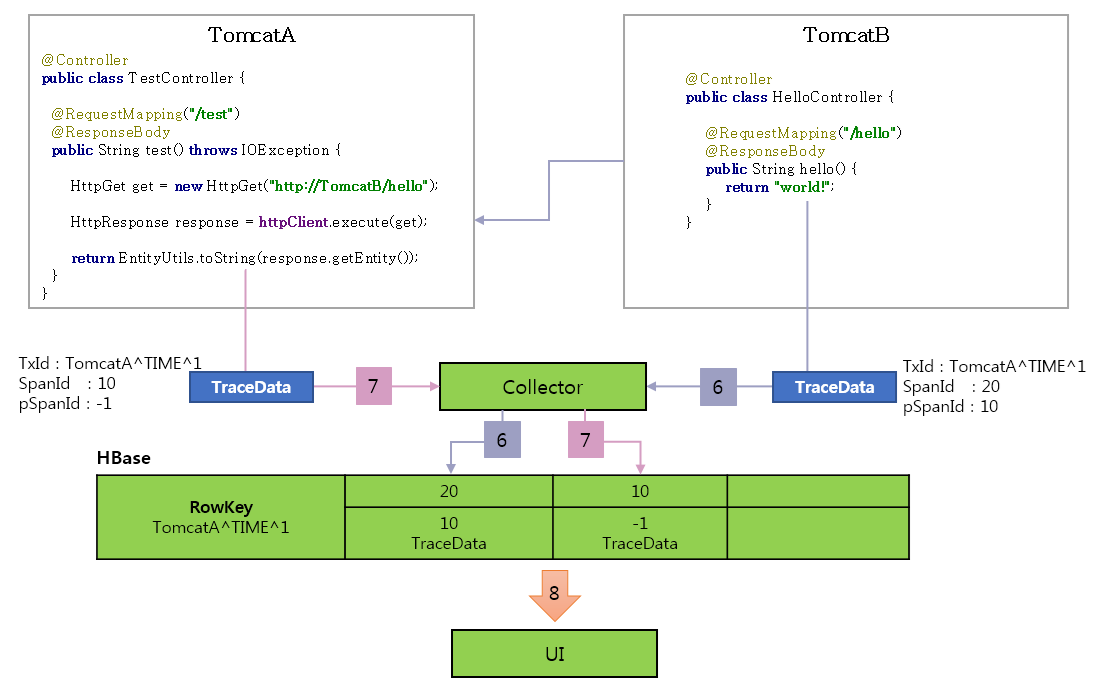 TomcatA
@Controller
public class TestController {
@RequestMapping("/test")
@ResponseBody
public String test() throws IOException {
HttpGet get = new HttpGet("http://TomcatB/hello");
HttpResponse response = httpClient.execute(get);
return EntityUtils.toString(response.getEntity());
}
}
TomcatB
@Controller
public class HelloController {
@RequestMapping("/hello")
@ResponseBody
public String hello() {
return "world!";
}
}
TxId : TomcatA^TIME^1
SpanId : 10
pSpanId : -1
TraceData
7
Collector
6
TraceData
TxId : TomcatA^TIME^1
SpanId : 20
pSpanId : 10
6
7
HBase
RowKey
TomcatA^TIME^1
20
10
10
TraceData
-1
TraceData
8
UI